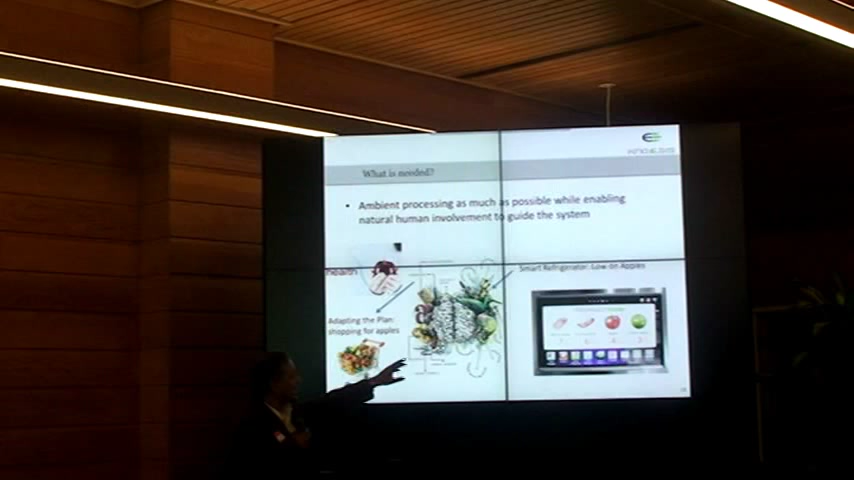 KNOESIS
What is needed?
• Ambient processing as much as possible while enabling
natural human involvement to guide the system
health
Smart Refrigerator: Low on Apples
Adapting the Plan:
shopping for apples